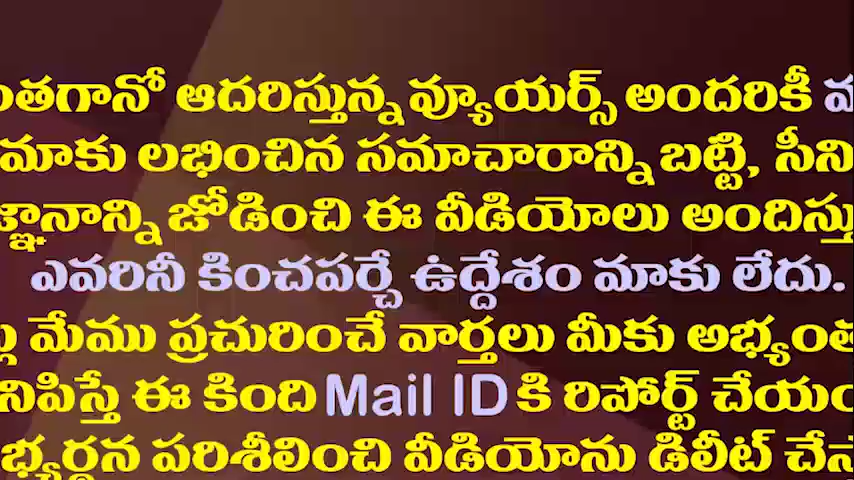 ంతగానో ఆదరిస్తున్న వ్యూయర్స్ అందరికీ
మాకు లభించిన సమాచారాన్ని బట్టి, సీని
జ్ఞానాన్ని జోడించి ఈ వీడియోలు అందిస్తు
ఎవరినీ కించపర్చే ఉద్దేశం మాకు లేదు.
మేము ప్రచురించే వార్తలు మీకు అభ్యంత
నిపిస్తే ఈ కింది Mail ID కి రిపోర్ట్ చేయం
భ్యర్థన పరిశీలించి వీడియోను డిలీట్ చేస